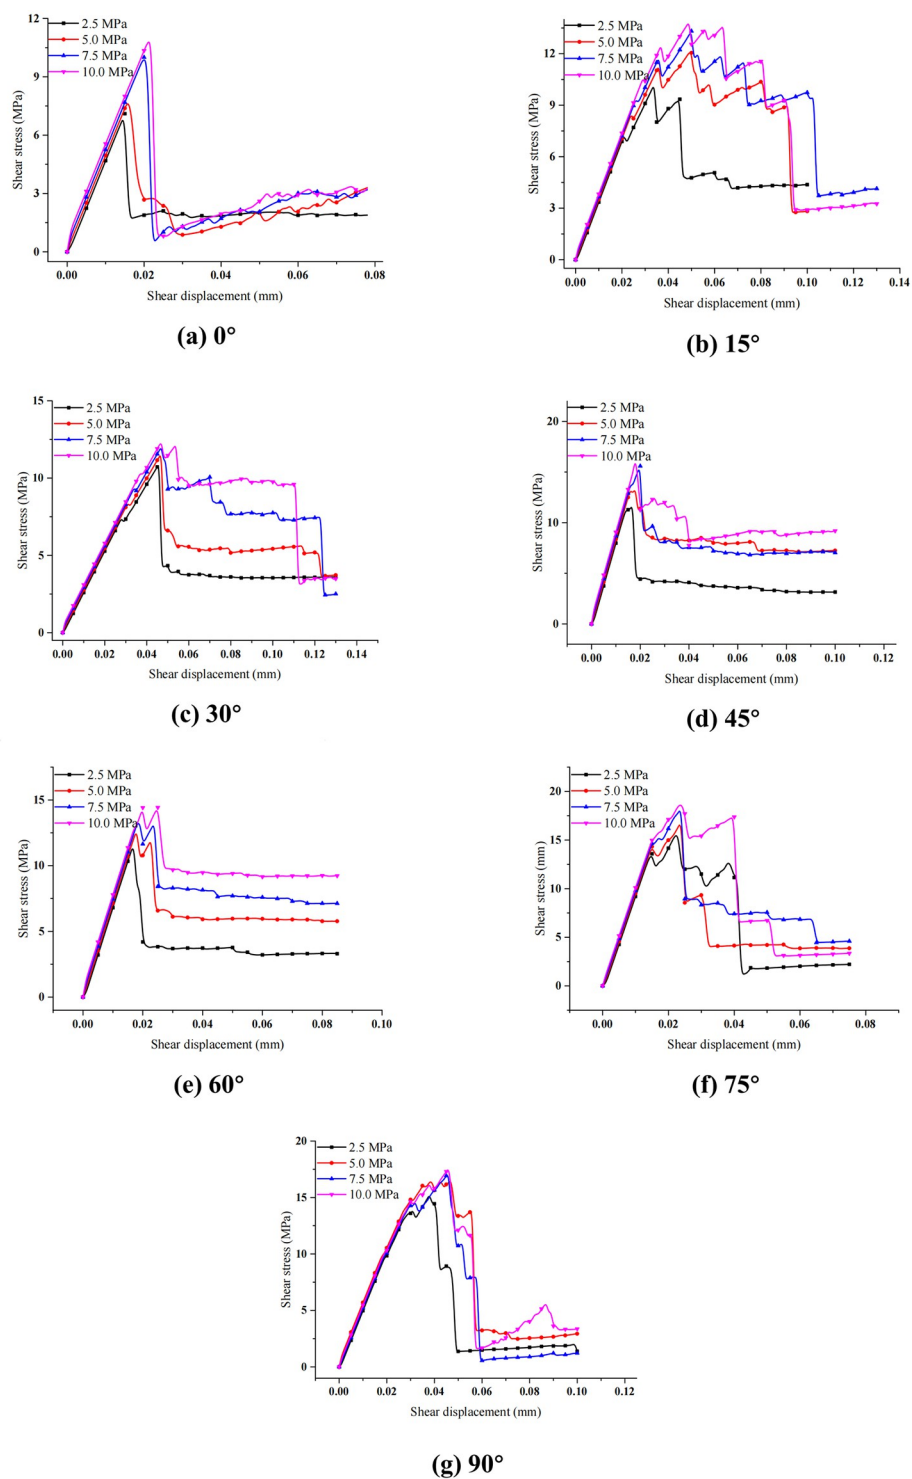 12
9
6
3
0
Shear stress (MPa)
2.5 MPa
5.0 MPa
7.5 MPa
10.0 MPa
0.00 0.02 0.04 0.06 0.08
Shear displacement (mm)
(a) 0°
12
9
6
3
0
Shear stress (MPa)
2.5 MPa
5.0 MPa
7.5 MPa
10.0 MPa
0.00 0.02 0.04 0.06 0.08 0.10 0.12 0.14
Shear displacement (mm)
(b) 15°
15
10
5
0
Shear stress (MPa)
2.5 MPa
5.0 MPa
7.5 MPa
10.0 MPa
0.00 0.02 0.04 0.06 0.08 0.10 0.12 0.14
Shear displacement (mm)
(c) 30°
20
10
0
Shear stress (MPa)
2.5 MPa
5.0 MPa
7.5 MPa
10.0 MPa
0.00 0.02 0.04 0.06 0.08 0.10 0.12
Shear displacement (mm)
(d) 45°
15
10
5
0
Shear stress (MPa)
2.5 MPa
5.0 MPa
7.5 MPa
10.0 MPa
0.00 0.02 0.04 0.06 0.08 0.10
Shear displacement (mm)
(e) 60°
20
15
10
5
0
Shear stress (mm)
2.5 MPa
5.0 MPa
7.5 MPa
10.0 MPa
0.00 0.02 0.04 0.06 0.08
Shear displacement (mm)
(f) 75°
20
15
10
5
0
Shear stress (MPa)
2.5 MPa
5.0 MPa
7.5 MPa
10.0 MPa
0.00 0.02 0.04 0.06 0.08 0.10 0.12
Shear displacement (mm)
(g) 90°